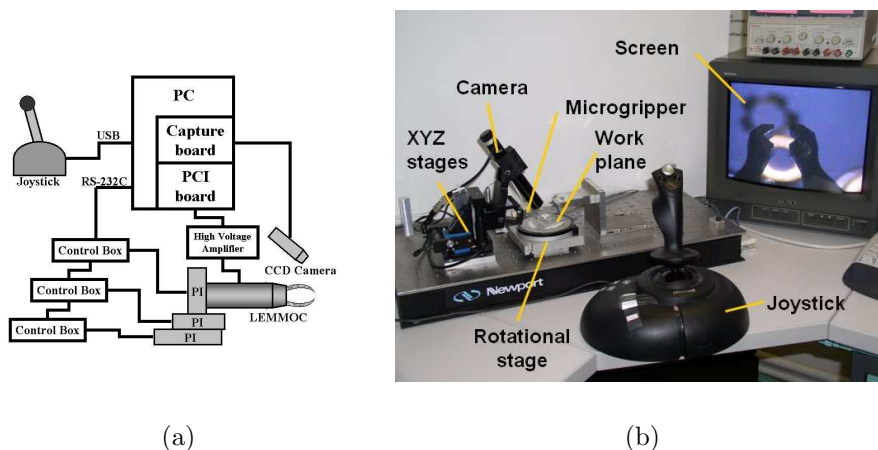 PC
USB
Capture
board
Joystick
RS-232C
PCI
board
High Voltage
Amplifier
Control Box
CCD Camera
Control Box
PI
LEMMOC
Control Box
PI
PI
(a)
Screen
Camera
Microgripper
XYZ
stages
Work
plane
Newport
Joystick
Rotational
stage
(b)